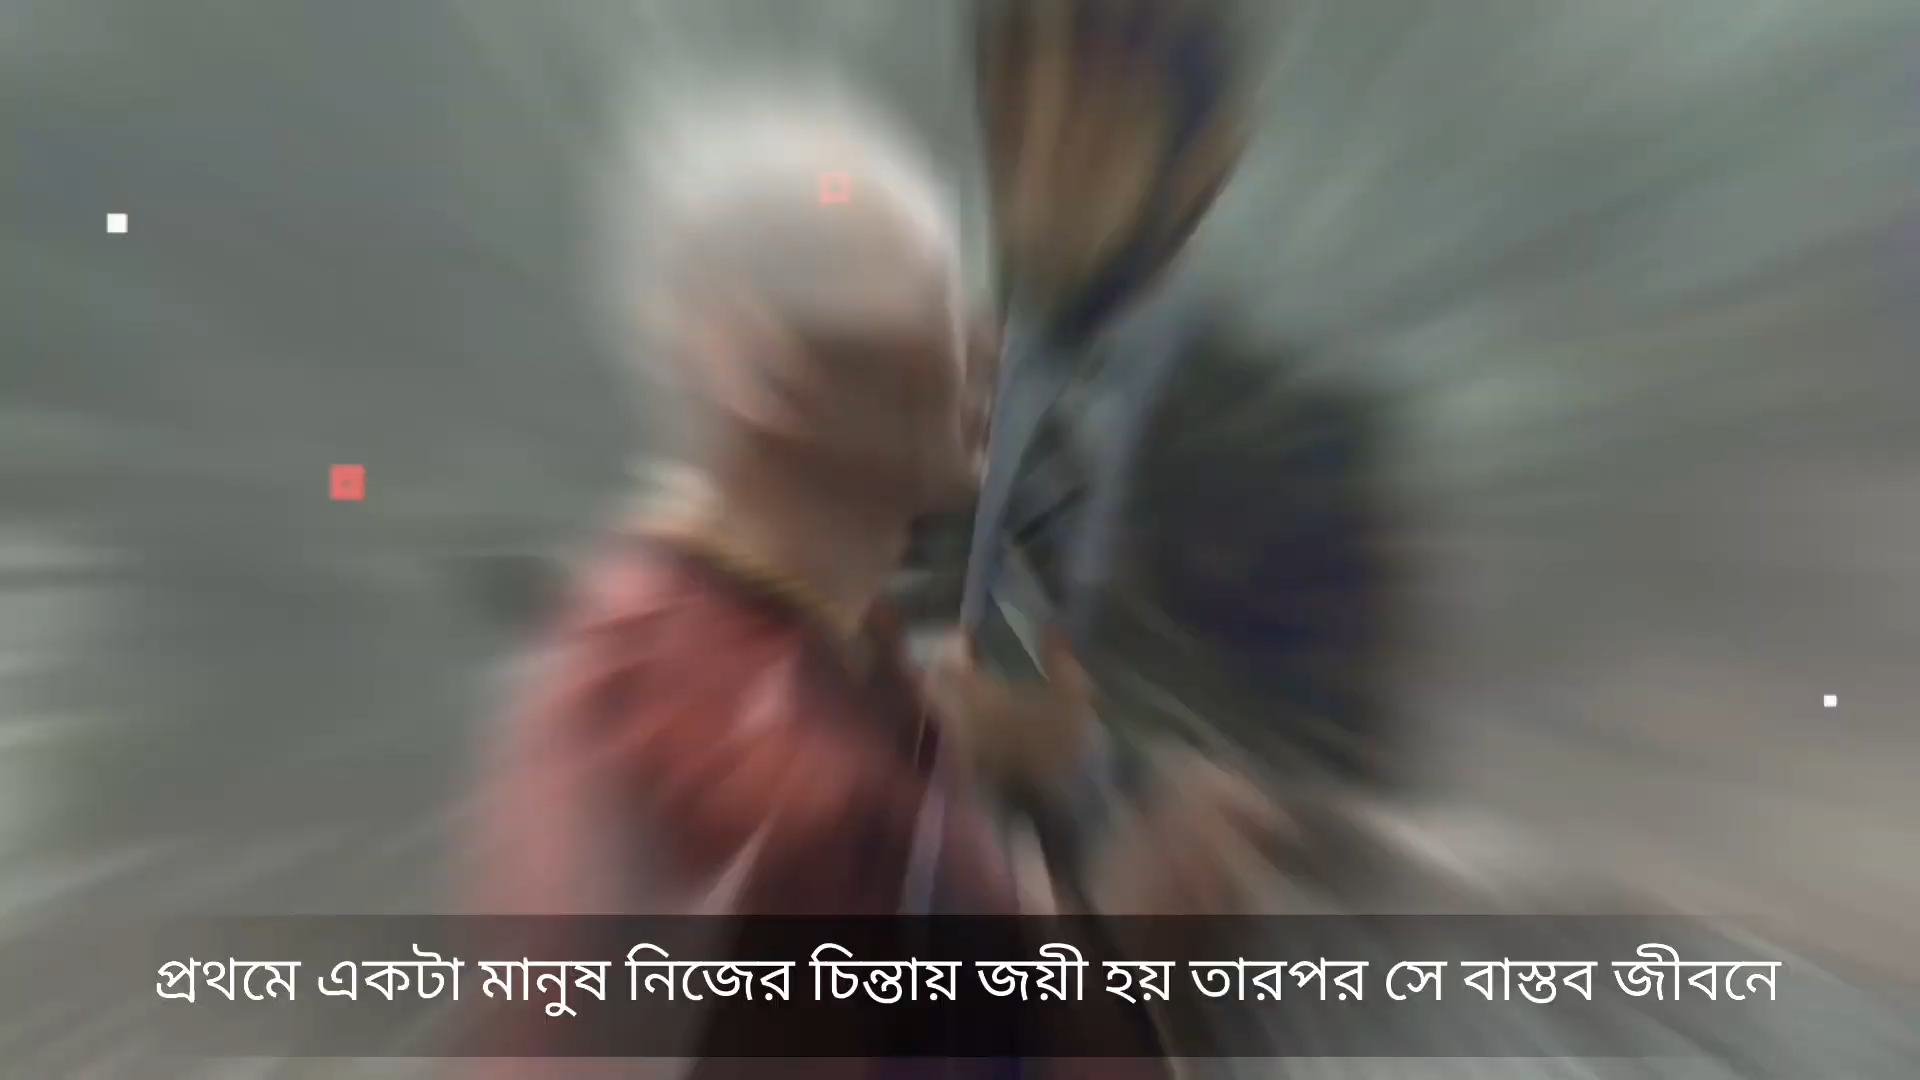 প্রথমে একটা মানুষ নিজের চিন্তায় জয়ী হয় তারপর সে বাস্তব জীবনে